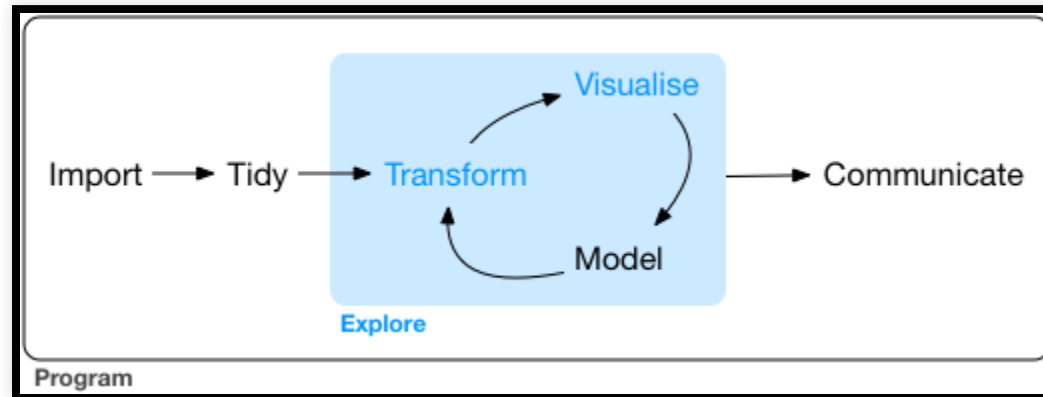 Visualise
Import Tidy Transform Communicate
Model
Explore
Program